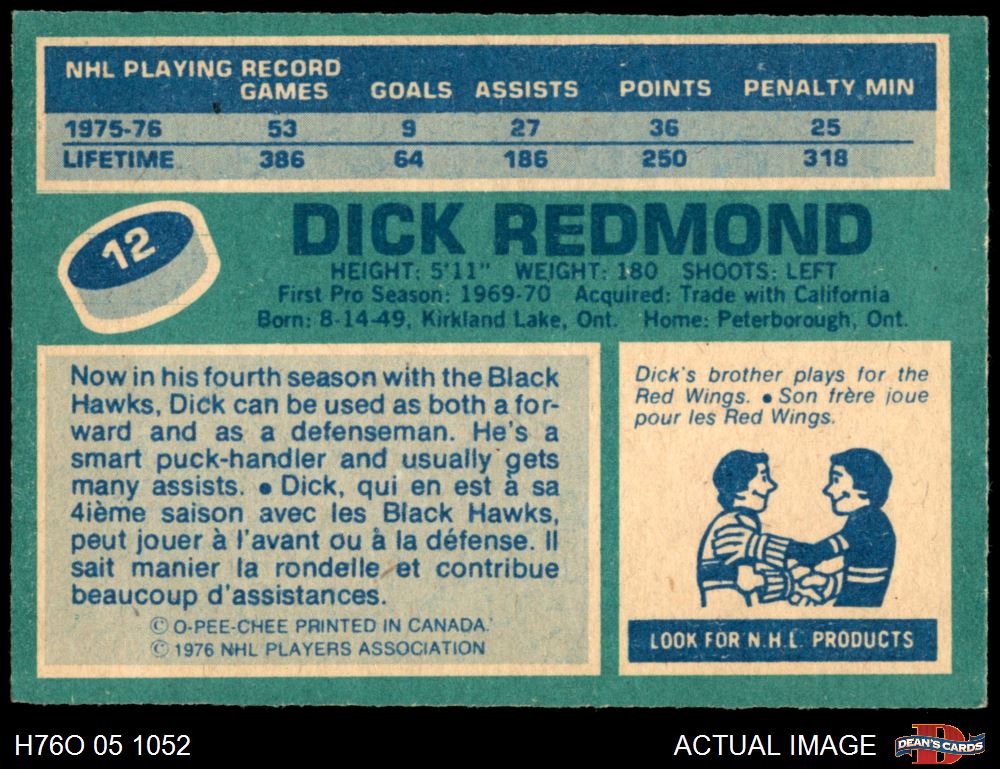 NHL PLAYING RECORD
GAMES GOALS ASSISTS POINTS PENALTY MIN
1975-76 53 9 27 36 25
LIFETIME 386 64 186 250 318
12
DICK REDMOND
HEIGHT: 5'11" WEIGHT: 180 SHOOTS: LEFT
First Pro Season: 1969-70 Acquired: Trade with California
Born: 8-14-49, Kirkland Lake, Ont. Home: Peterborough, Ont.
Now in his fourth season with the Black
Hawks, Dick can be used as both a for-
ward and as a defenseman. He's a
smart puck-handler and usually gets
many assists. ● Dick, qui en est à sa
4ième saison avec les Black Hawks,
peut jouer à l'avant ou à la défense. Il
sait manier la rondelle et contribue
beaucoup d'assistances.
© O-PEE-CHEE PRINTED IN CANADA.
© 1976 NHL PLAYERS ASSOCIATION
Dick's brother plays for the
Red Wings. ● Son frère joue
pour les Red Wings.
LOOK FOR N.H.L. PRODUCTS
H76O 05 1052
ACTUAL IMAGE
D
DEAN'S CARDS